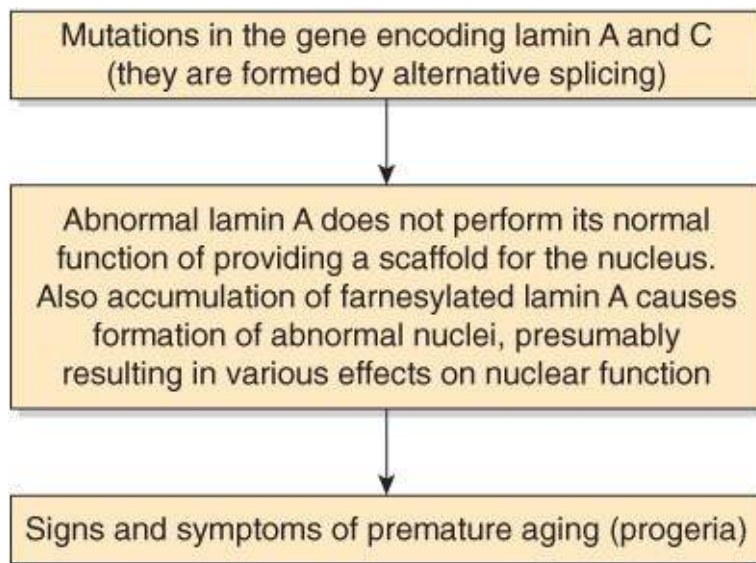 Mutations in the gene encoding lamin A and C
(they are formed by alternative splicing)
Abnormal lamin A does not perform its normal
function of providing a scaffold for the nucleus.
Also accumulation of farnesylated lamin A causes
formation of abnormal nuclei, presumably
resulting in various effects on nuclear function
Signs and symptoms of premature aging (progeria)